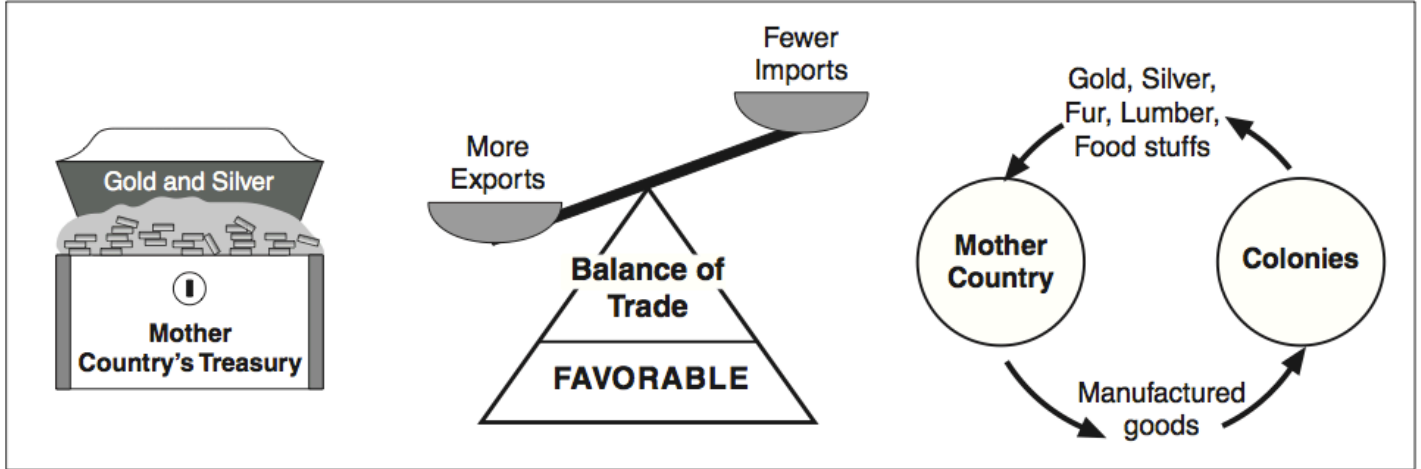 Gold and Silver
Mother
Country's Treasury
More
Exports
Fewer
Imports
Balance of
Trade
FAVORABLE
Gold, Silver,
Fur, Lumber,
Food stuffs
Mother
Country
Colonies
Manufactured
goods